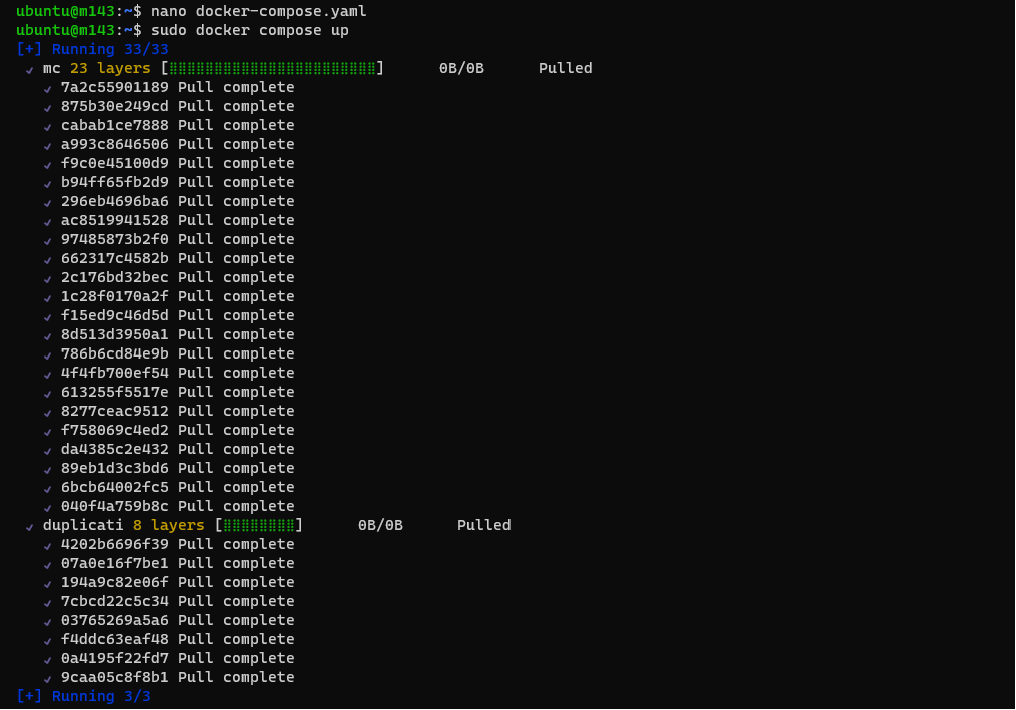 ubuntu@m143:~$ nano docker-compose.yaml
ubuntu@m143:~$ sudo docker compose up
[+] Running 33/33
✓ mc 23 layers [⣿⣿⣿⣿⣿⣿⣿⣿⣿⣿⣿⣿⣿⣿⣿⣿⣿⣿⣿⣿⣿⣿⣿] 0B/0B Pulled
✓ 7a2c55901189 Pull complete
✓ 875b30e249cd Pull complete
✓ cabab1ce7888 Pull complete
✓ a993c8646506 Pull complete
✓ f9c0e45100d9 Pull complete
✓ b94ff65fb2d9 Pull complete
✓ 296eb4696ba6 Pull complete
✓ ac8519941528 Pull complete
✓ 97485873b2f0 Pull complete
✓ 662317c4582b Pull complete
✓ 2c176bd32bec Pull complete
✓ 1c28f0170a2f Pull complete
✓ f15ed9c46d5d Pull complete
✓ 8d513d3950a1 Pull complete
✓ 786b6cd84e9b Pull complete
✓ 4f4fb700ef54 Pull complete
✓ 613255f5517e Pull complete
✓ 8277ceac9512 Pull complete
✓ f758069c4ed2 Pull complete
✓ da4385c2e432 Pull complete
✓ 89eb1d3c3bd6 Pull complete
✓ 6bcb64002fc5 Pull complete
✓ 040f4a759b8c Pull complete
✓ duplicati 8 layers [⣿⣿⣿⣿⣿⣿⣿⣿] 0B/0B Pulled
✓ 4202b6696f39 Pull complete
✓ 07a0e16f7be1 Pull complete
✓ 194a9c82e06f Pull complete
✓ 7cbcd22c5c34 Pull complete
✓ 03765269a5a6 Pull complete
✓ f4ddc63eaf48 Pull complete
✓ 0a4195f22fd7 Pull complete
✓ 9caa05c8f8b1 Pull complete
[+] Running 3/3